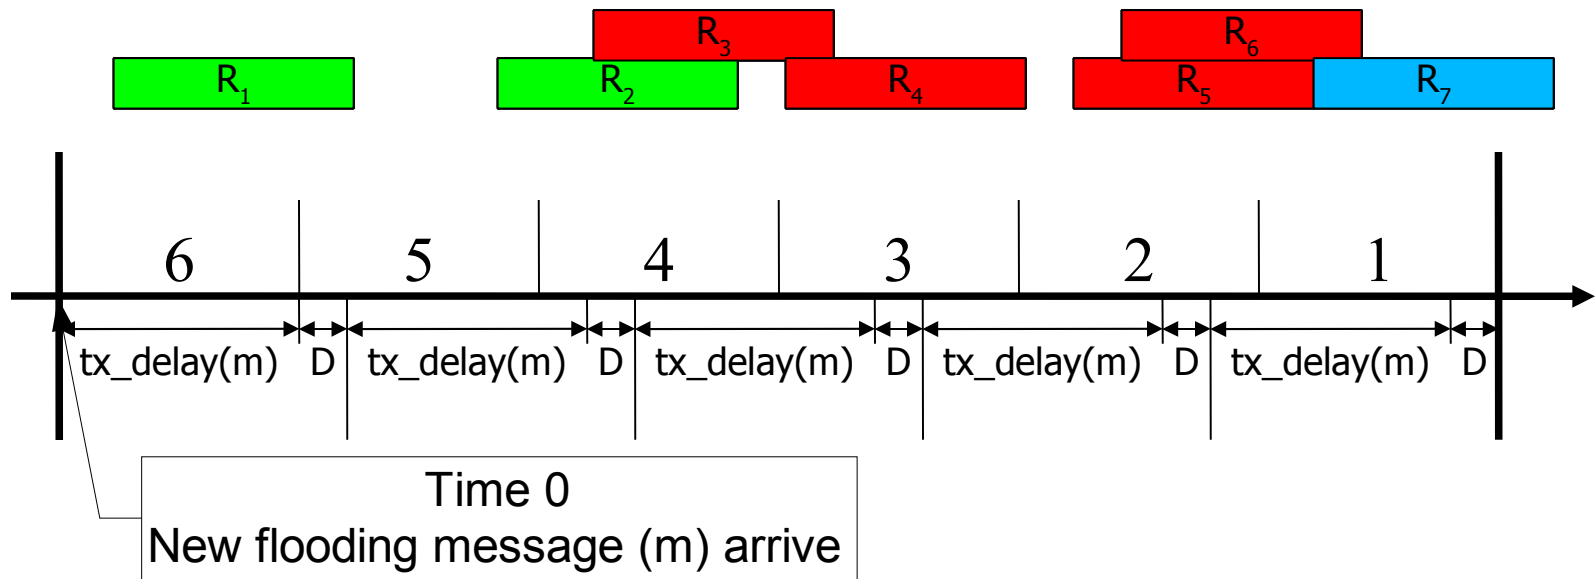 R₃ R₆
R₁ R₂ R₄ R₅ R₇
6 5 4 3 2 1
tx_delay(m) D tx_delay(m) D tx_delay(m) D tx_delay(m) D tx_delay(m) D
Time 0
New flooding message (m) arrive